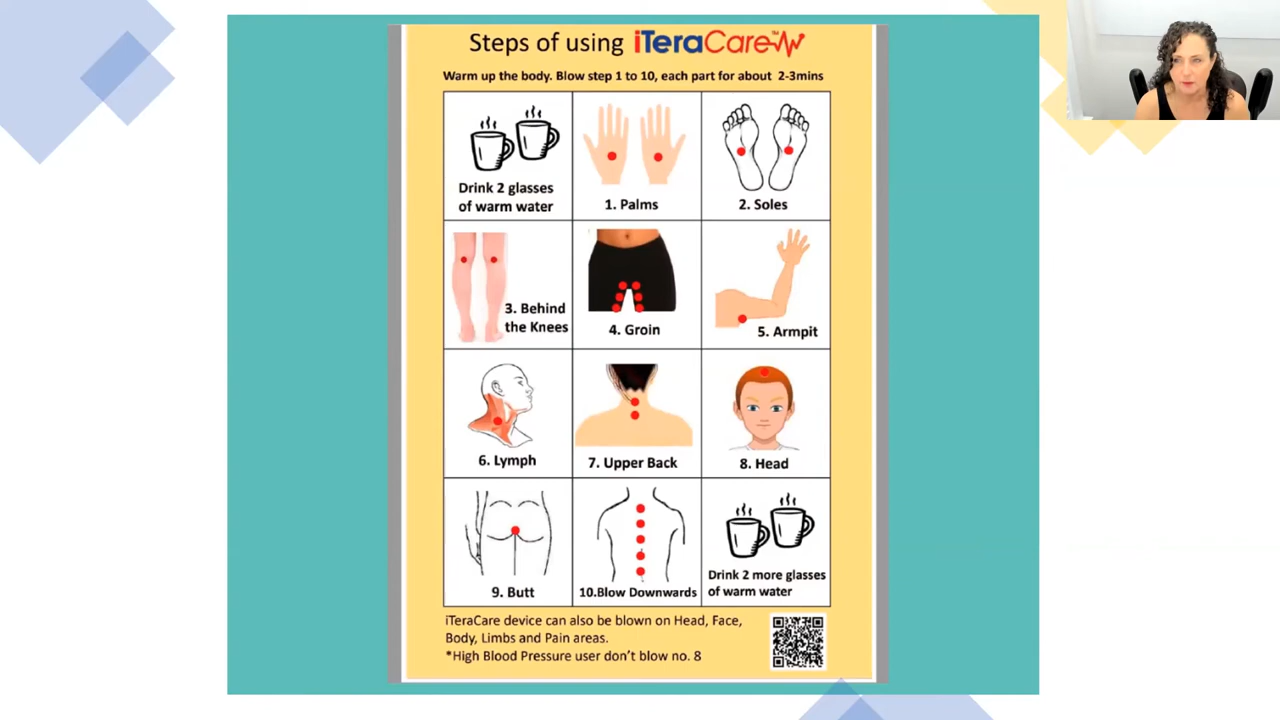 Steps of using iTeraCare™
Warm up the body. Blow step 1 to 10, each part for about 2-3mins
Drink 2 glasses
of warm water
1. Palms
2. Soles
3. Behind
the Knees
4. Groin
5. Armpit
6. Lymph
7. Upper Back
8. Head
9. Butt
10.Blow Downwards
Drink 2 more glasses
of warm water
iTeraCare device can also be blown on Head, Face,
Body, Limbs and Pain areas.
*High Blood Pressure user don't blow no. 8